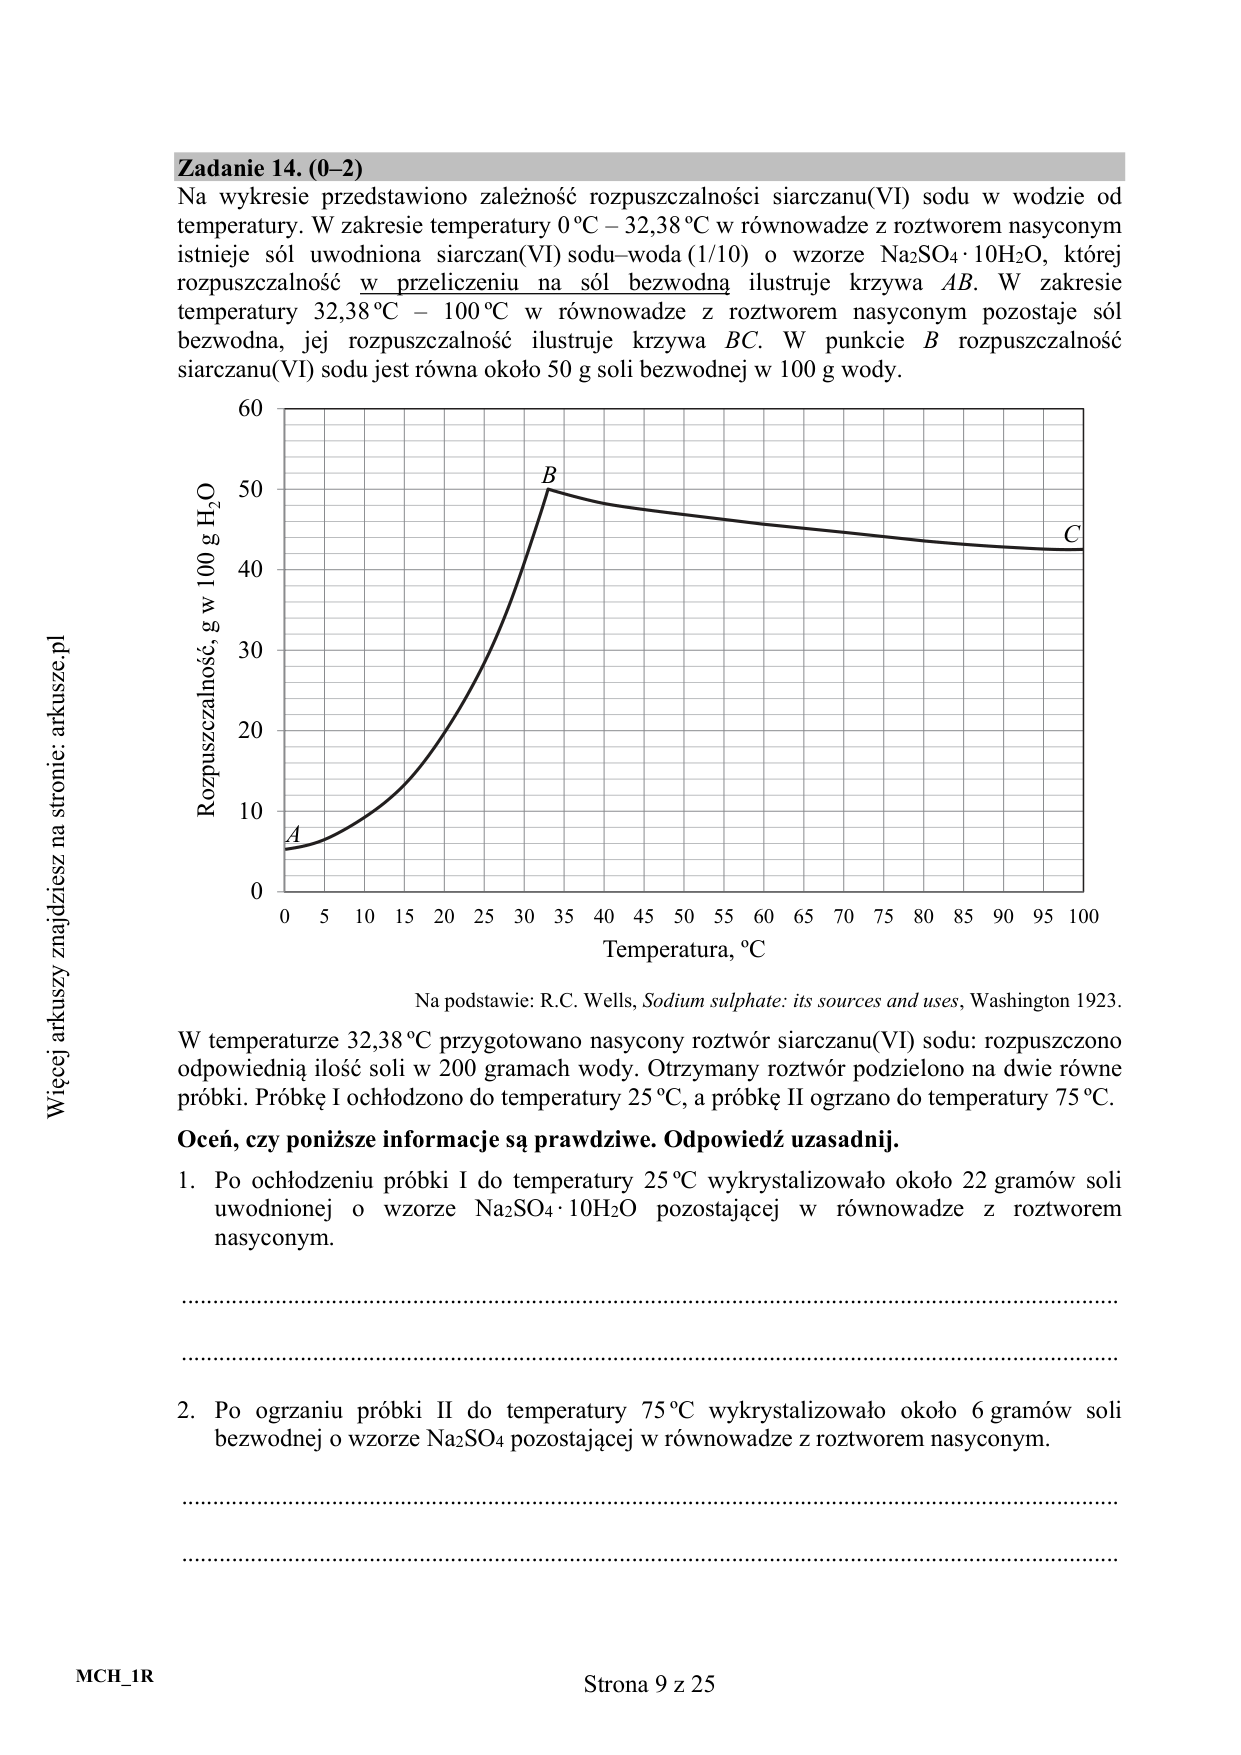 Zadanie 14. (0–2)
Na wykresie przedstawiono zależność rozpuszczalności siarczanu(VI) sodu w wodzie od
temperatury. W zakresie temperatury 0 ºC – 32,38 ºC w równowadze z roztworem nasyconym
istnieje sól uwodniona siarczan(VI) sodu–woda (1/10) o wzorze Na2SO4 · 10H2O, której
rozpuszczalność w przeliczeniu na sól bezwodną ilustruje krzywa AB. W zakresie
temperatury 32,38 ºC – 100 ºC w równowadze z roztworem nasyconym pozostaje sól
bezwodna, jej rozpuszczalność ilustruje krzywa BC. W punkcie B rozpuszczalność
siarczanu(VI) sodu jest równa około 50 g soli bezwodnej w 100 g wody.
60
50
40
30
20
10
0
Rozpuszczalność, g w 100 g H2O
A
B
C
0 5 10 15 20 25 30 35 40 45 50 55 60 65 70 75 80 85 90 95 100
Temperatura, ºC
Na podstawie: R.C. Wells, Sodium sulphate: its sources and uses, Washington 1923.
W temperaturze 32,38 ºC przygotowano nasycony roztwór siarczanu(VI) sodu: rozpuszczono
odpowiednią ilość soli w 200 gramach wody. Otrzymany roztwór podzielono na dwie równe
próbki. Próbkę I ochłodzono do temperatury 25 ºC, a próbkę II ogrzano do temperatury 75 ºC.
Oceń, czy poniższe informacje są prawdziwe. Odpowiedź uzasadnij.
1. Po ochłodzeniu próbki I do temperatury 25 ºC wykrystalizowało około 22 gramów soli
uwodnionej o wzorze Na2SO4 · 10H2O pozostającej w równowadze z roztworem
nasyconym.
2. Po ogrzaniu próbki II do temperatury 75 ºC wykrystalizowało około 6 gramów soli
bezwodnej o wzorze Na2SO4 pozostającej w równowadze z roztworem nasyconym.
Więcej arkuszy znajdziesz na stronie: arkusze.pl
MCH_1R
Strona 9 z 25